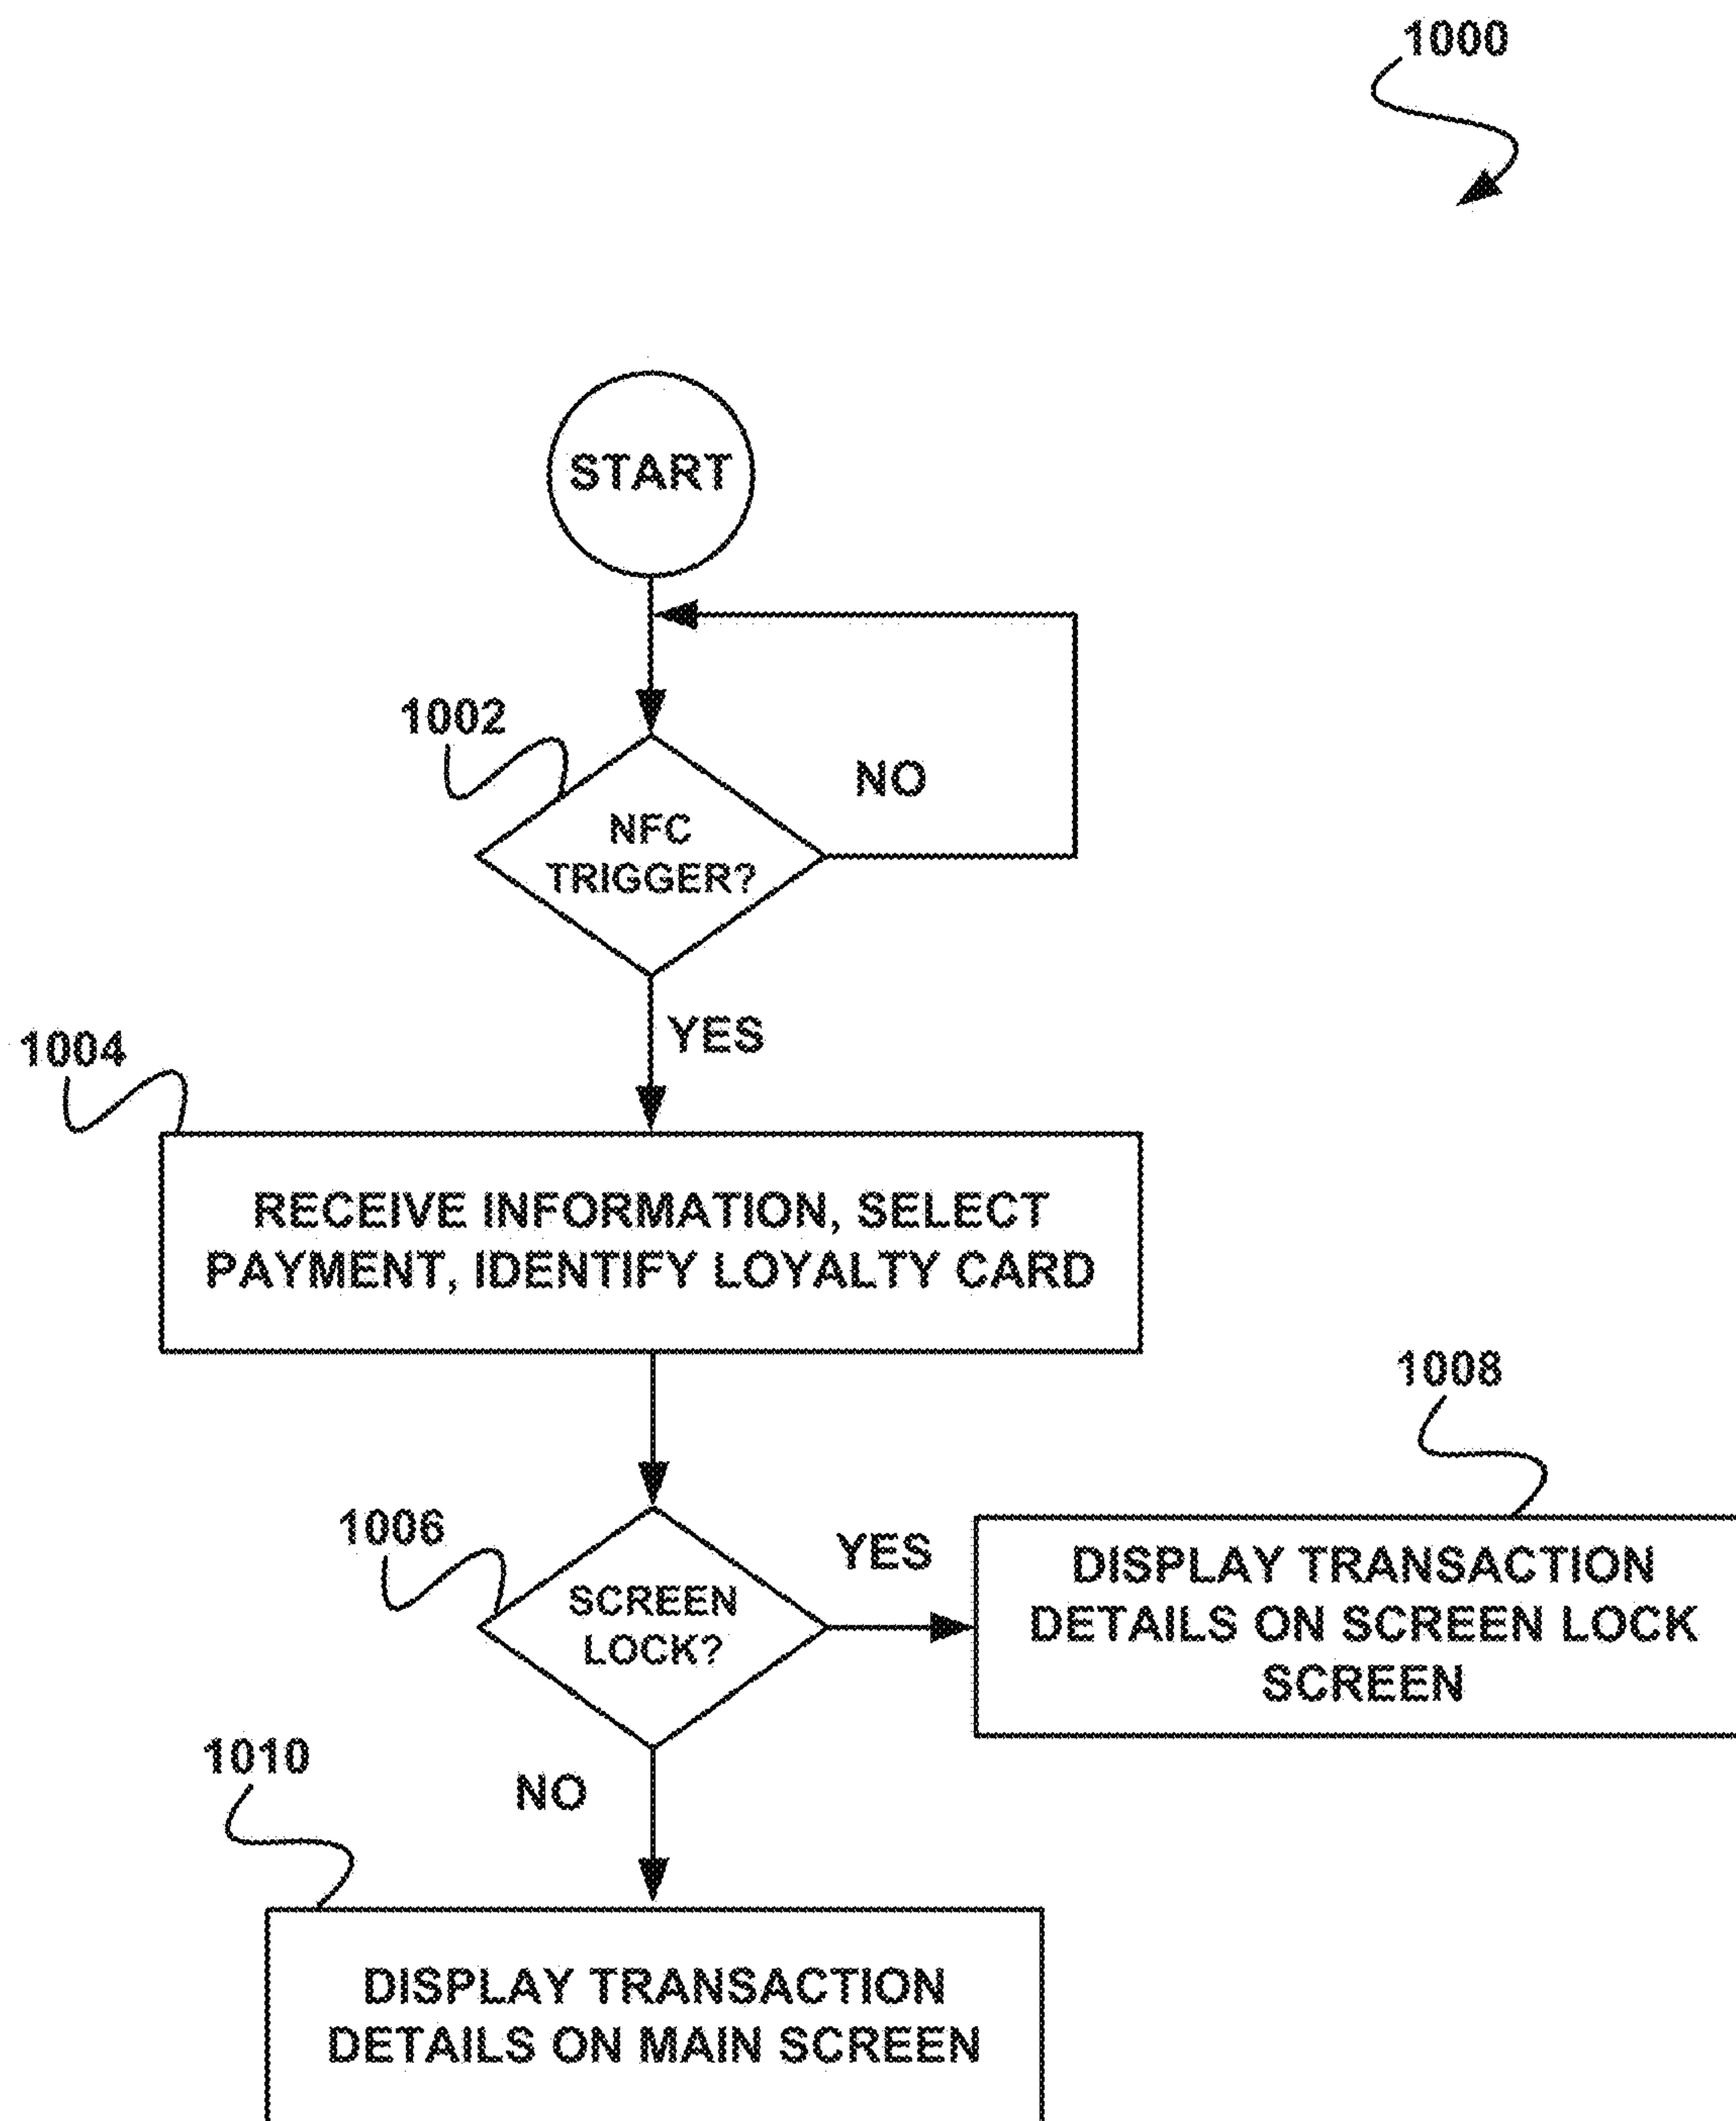 1000
START
1002
NO
NFC
TRIGGER?
YES
1004
RECEIVE INFORMATION, SELECT
PAYMENT, IDENTIFY LOYALTY CARD
1008
1006
YES
SCREEN
LOCK?
DISPLAY TRANSACTION
DETAILS ON SCREEN LOCK
SCREEN
1010
NO
DISPLAY TRANSACTION
DETAILS ON MAIN SCREEN